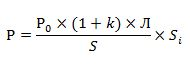 Р = Р₀ × (1 + k) × Л / S × Sᵢ